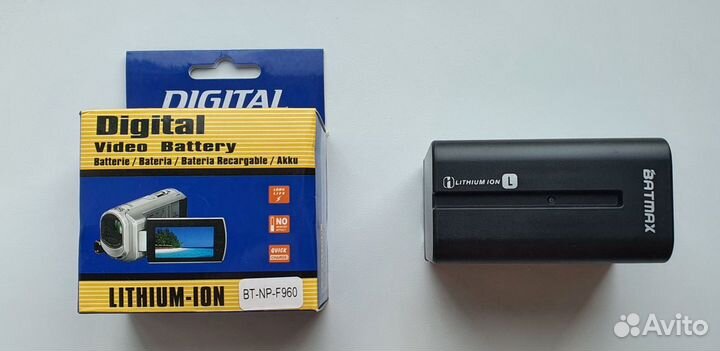 DIGITAL
Digital
Video Battery
Batterie / Bateria / Bateria Recargable / Akku
LONG
LIFE
NO
QUICK
CHARGE
LITHIUM-ION
BT-NP-F960
i LITHIUM ION L
BATMAX
Avito